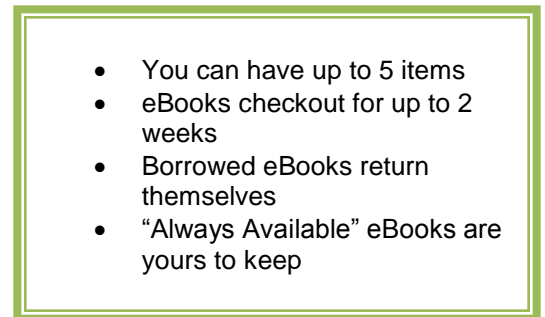 • You can have up to 5 items
• eBooks checkout for up to 2
weeks
• Borrowed eBooks return
themselves
• “Always Available” eBooks are
yours to keep